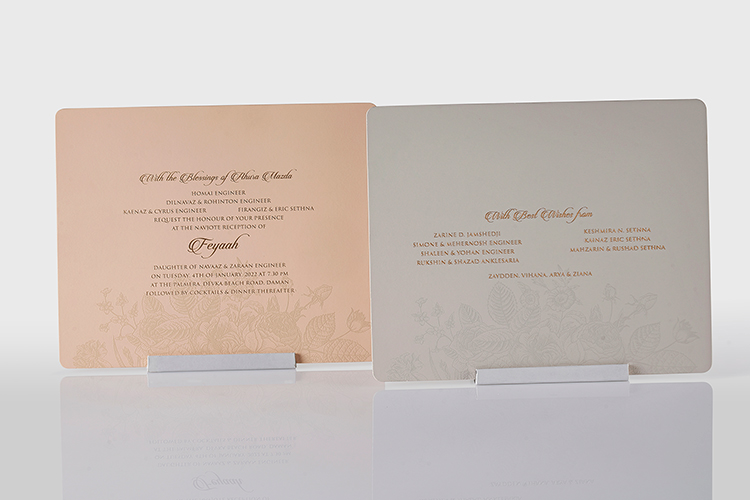 With the Blessings of Ahura Mazda
HOMAI ENGINEER
DILNAVAZ & ROHINTON ENGINEER
KAENAZ & CYRUS ENGINEER FIRANGIZ & ERIC SETHNA
REQUEST THE HONOUR OF YOUR PRESENCE
AT THE NAVJOTE RECEPTION OF
Feyaah
DAUGHTER OF NAVAAZ & ZARAAN ENGINEER
ON TUESDAY, 4TH OF JANUARY, 2022 AT 7.30 PM
AT THE PALMERA, DEVKA BEACH ROAD, DAMAN
FOLLOWED BY COCKTAILS & DINNER THEREAFTER
With Best Wishes from
ZARINE D. JAMSHEDJI
SIMONE & MEHERNOSH ENGINEER
SHALEEN & YOHAN ENGINEER
RUKSHIN & SHAZAD ANKLESARIA
KESHMIRA N. SETHNA
KAINAZ ERIC SETHNA
MAHZARIN & RUSHAD SETHNA
ZAYDDEN, VIHANA, ARYA & ZIANA